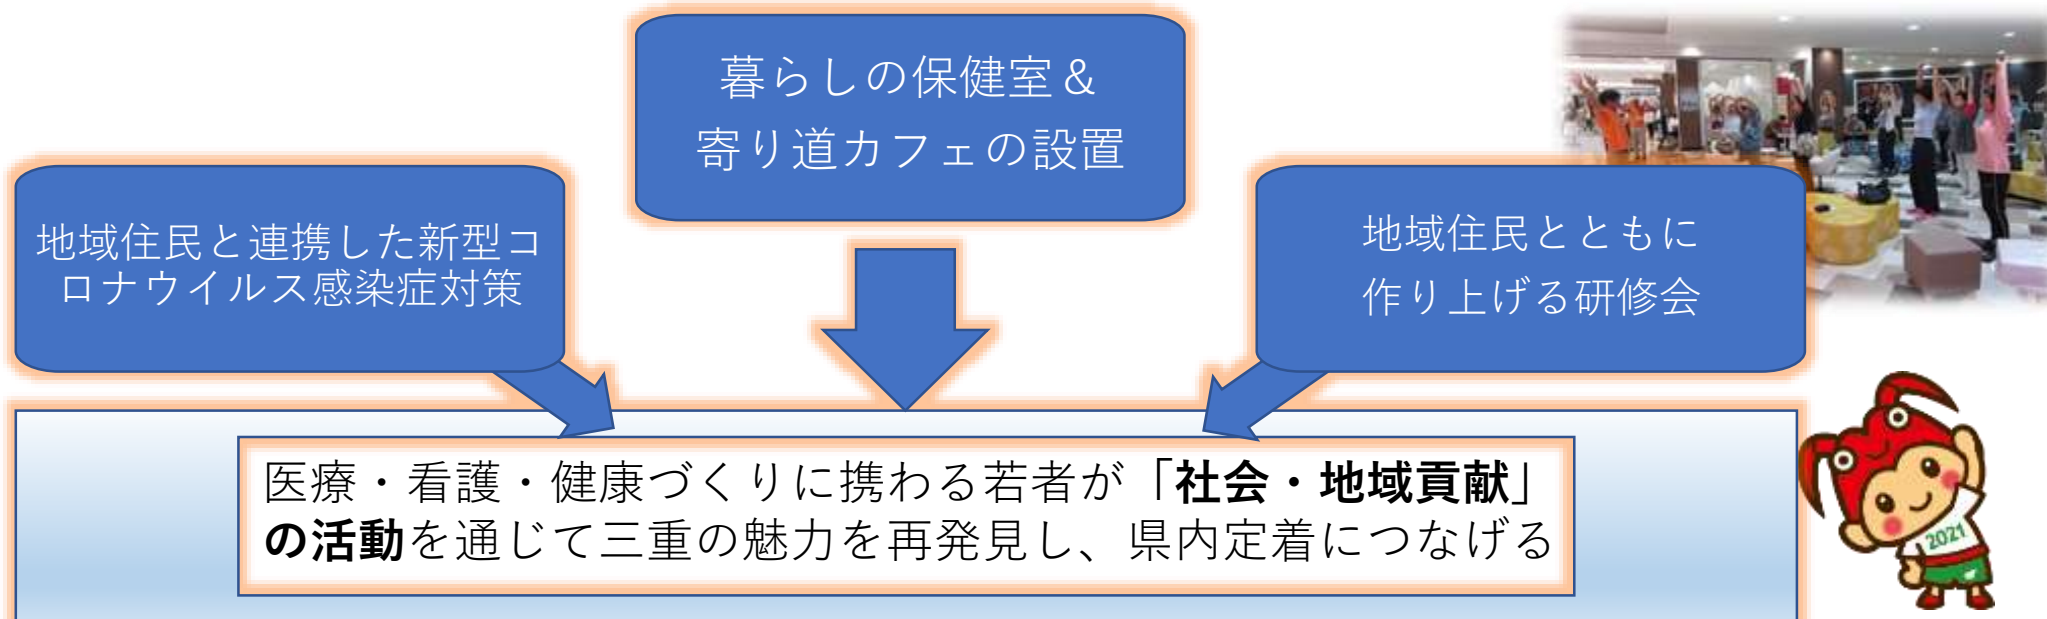 暮らしの保健室&
寄り道カフェの設置
地域住民と連携した新型コ
ロナウイルス感染症対策
地域住民とともに
作り上げる研修会
医療・看護・健康づくりに携わる若者が「社会・地域貢献」
の活動を通じて三重の魅力を再発見し、県内定着につなげる
2021